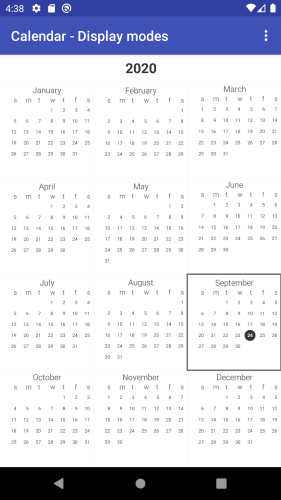 4:38
Calendar - Display modes
2020
January
s m t w t f s
1 2 3 4
5 6 7 8 9 10 11
12 13 14 15 16 17 18
19 20 21 22 23 24 25
26 27 28 29 30 31
February
s m t w t f s
1
2 3 4 5 6 7 8
9 10 11 12 13 14 15
16 17 18 19 20 21 22
23 24 25 26 27 28 29
March
s m t w t f s
1 2 3 4 5 6 7
8 9 10 11 12 13 14
15 16 17 18 19 20 21
22 23 24 25 26 27 28
29 30 31
April
s m t w t f s
1 2 3 4
5 6 7 8 9 10 11
12 13 14 15 16 17 18
19 20 21 22 23 24 25
26 27 28 29 30
May
s m t w t f s
1 2
3 4 5 6 7 8 9
10 11 12 13 14 15 16
17 18 19 20 21 22 23
24 25 26 27 28 29 30
31
June
s m t w t f s
1 2 3 4 5 6
7 8 9 10 11 12 13
14 15 16 17 18 19 20
21 22 23 24 25 26 27
28 29 30
July
s m t w t f s
1 2 3 4
5 6 7 8 9 10 11
12 13 14 15 16 17 18
19 20 21 22 23 24 25
26 27 28 29 30 31
August
s m t w t f s
1
2 3 4 5 6 7 8
9 10 11 12 13 14 15
16 17 18 19 20 21 22
23 24 25 26 27 28 29
30 31
September
s m t w t f s
1 2 3 4 5
6 7 8 9 10 11 12
13 14 15 16 17 18 19
20 21 22 23 24 25 26
27 28 29 30
October
s m t w t f s
1 2 3
4 5 6 7 8 9 10
11 12 13 14 15 16 17
18 19 20 21 22 23 24
25 26 27 28 29 30 31
November
s m t w t f s
1 2 3 4 5 6 7
8 9 10 11 12 13 14
15 16 17 18 19 20 21
22 23 24 25 26 27 28
29 30
December
s m t w t f s
1 2 3 4 5
6 7 8 9 10 11 12
13 14 15 16 17 18 19
20 21 22 23 24 25 26
27 28 29 30 31